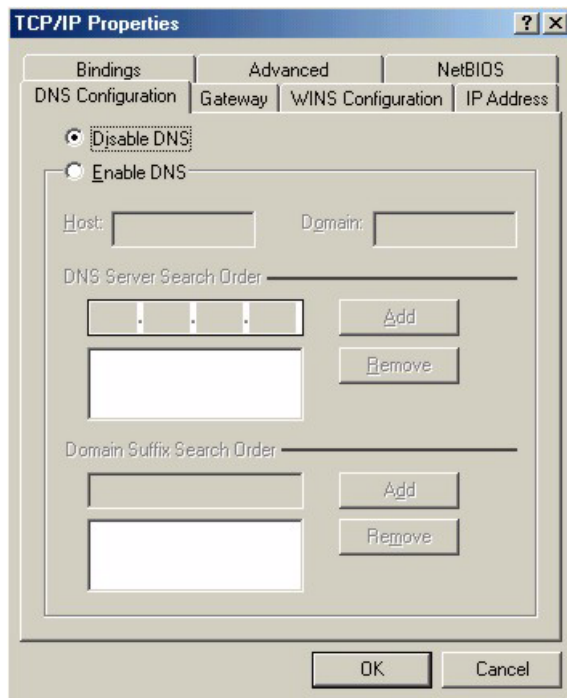 TCP/IP Properties
Bindings Advanced NetBIOS
DNS Configuration Gateway WINS Configuration IP Address
Disable DNS
Enable DNS
Host: Domain:
DNS Server Search Order
. . . Add
Remove
Domain Suffix Search Order
Add
Remove
OK Cancel